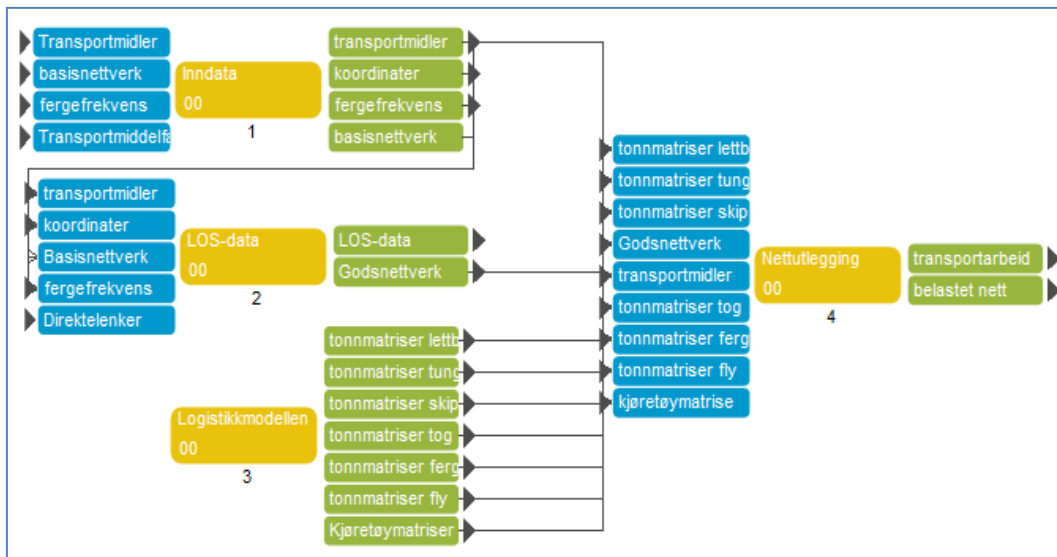 Transportmidler
basisnettverk
fergefrekvens
Transportmiddelfa
Inndata
00
1
transportmidler
koordinater
fergefrekvens
basisnettverk
transportmidler
koordinater
Basisnettverk
fergefrekvens
Direktelenker
LOS-data
00
2
LOS-data
Godsnettverk
Logistikkmodellen
00
3
tonnmatriser lettb
tonnmatriser tung
tonnmatriser skip
tonnmatriser tog
tonnmatriser ferg
tonnmatriser fly
Kjøretøymatriser
tonnmatriser lettb
tonnmatriser tung
tonnmatriser skip
Godsnettverk
transportmidler
tonnmatriser tog
tonnmatriser ferg
tonnmatriser fly
kjøretøymatrise
Nettutlegging
00
4
transportarbeid
belastet nett